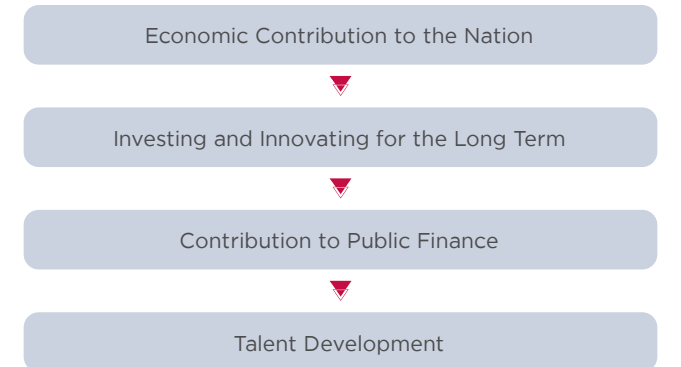 Economic Contribution to the Nation
Investing and Innovating for the Long Term
Contribution to Public Finance
Talent Development